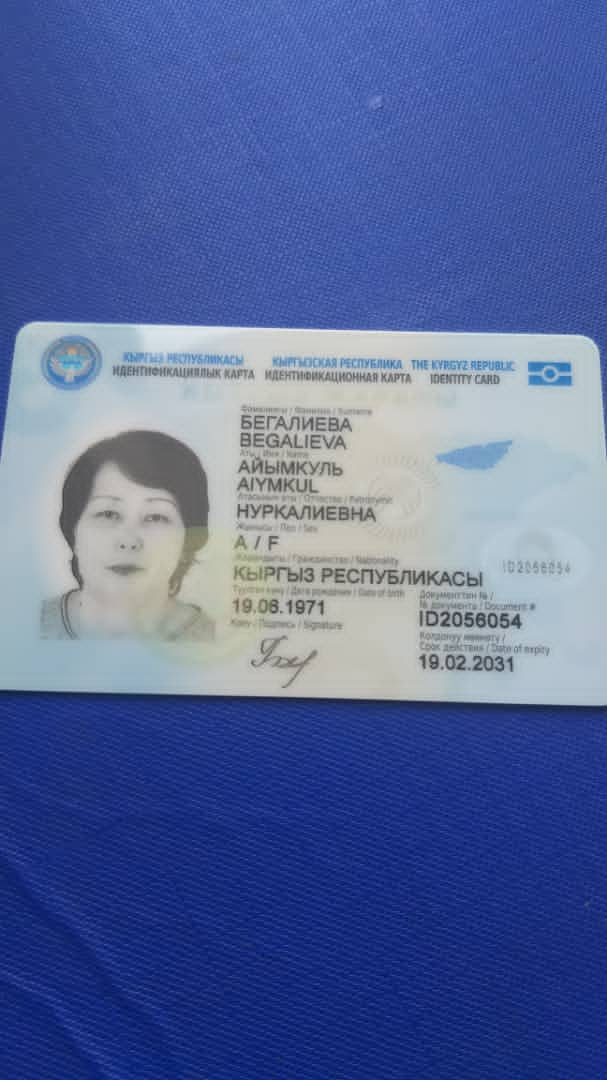 КЫРГЫЗ РЕСПУБЛИКАСЫ
ИДЕНТИФИКАЦИЯЛЫК КАРТА
КЫРГЫЗСКАЯ РЕСПУБЛИКА
ИДЕНТИФИКАЦИОННАЯ КАРТА
THE KYRGYZ REPUBLIC
IDENTITY CARD
Фамилиясы / Фамилия / Surname
БЕГАЛИЕВА
BEGALIEVA
Аты / Имя / Name
АЙЫМКУЛЬ
AIYMKUL
Атасынын аты / Отчество / Patronymic
НУРКАЛИЕВНА
Жынысы / Пол / Sex
А / F
Жарандыгы / Гражданство / Nationality
КЫРГЫЗ РЕСПУБЛИКАСЫ
Туулган күнү / Дата рождения / Date of birth
19.06.1971
Колу / Подпись / Signature
ID2056054
Документтин № /
№ документа / Document #
ID2056054
Колдонуу мөөнөтү /
Срок действия / Date of expiry
19.02.2031